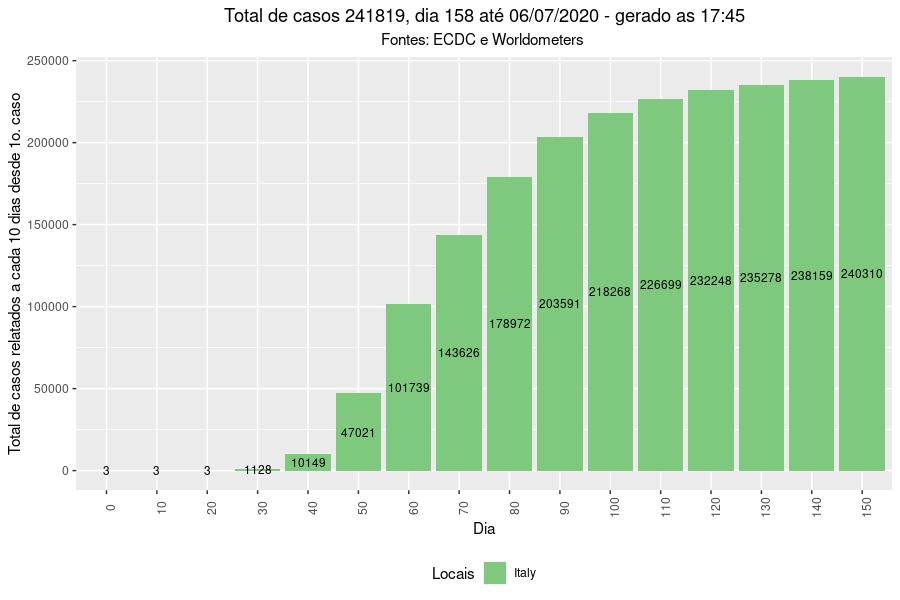 Total de casos 241819, dia 158 até 06/07/2020 - gerado as 17:45
Fontes: ECDC e Worldometers
Total de casos relatados a cada 10 dias desde 1o. caso
250000
200000
150000
100000
50000
0
3 3 3 1128 10149 47021 101739 143626 178972 203591 218268 226699 232248 235278 238159 240310
0 10 20 30 40 50 60 70 80 90 100 110 120 130 140 150
Dia
Locais Italy